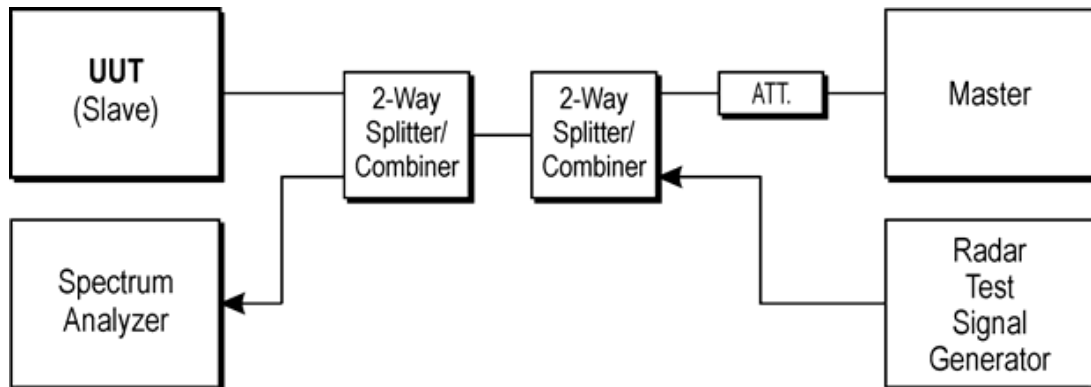 UUT
(Slave)
2-Way
Splitter/
Combiner
2-Way
Splitter/
Combiner
ATT.
Master
Spectrum
Analyzer
Radar
Test
Signal
Generator